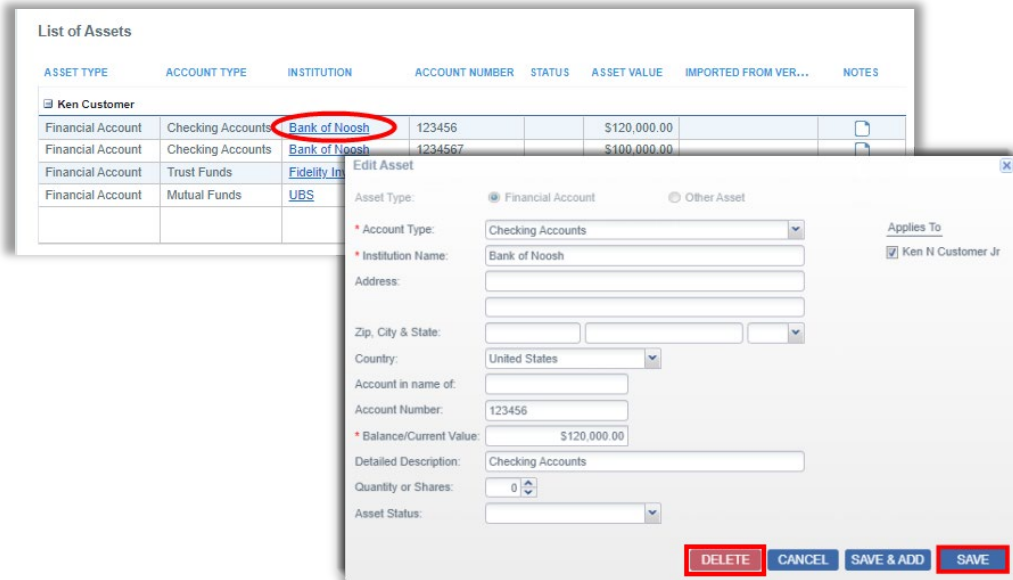 List of Assets
ASSET TYPE ACCOUNT TYPE INSTITUTION ACCOUNT NUMBER STATUS ASSET VALUE IMPORTED FROM VER... NOTES
Ken Customer
Financial Account Checking Accounts Bank of Noosh 123456 $120,000.00
Financial Account Checking Accounts Bank of Noosh 1234567 $100,000.00
Financial Account Trust Funds Fidelity Inv
Financial Account Mutual Funds UBS
Edit Asset
Asset Type: Financial Account Other Asset
* Account Type: Checking Accounts Applies To
* Institution Name: Bank of Noosh Ken N Customer Jr
Address:
Zip, City & State:
Country: United States
Account in name of:
Account Number: 123456
* Balance/Current Value: $120,000.00
Detailed Description: Checking Accounts
Quantity or Shares: 0
Asset Status:
DELETE CANCEL SAVE & ADD SAVE